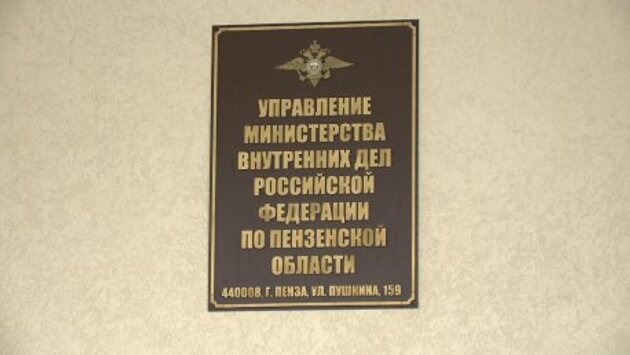 УПРАВЛЕНИЕ
МИНИСТЕРСТВА
ВНУТРЕННИХ ДЕЛ
РОССИЙСКОЙ
ФЕДЕРАЦИИ
ПО ПЕНЗЕНСКОЙ
ОБЛАСТИ
440008, Г. ПЕНЗА, УЛ. ПУШКИНА, 159